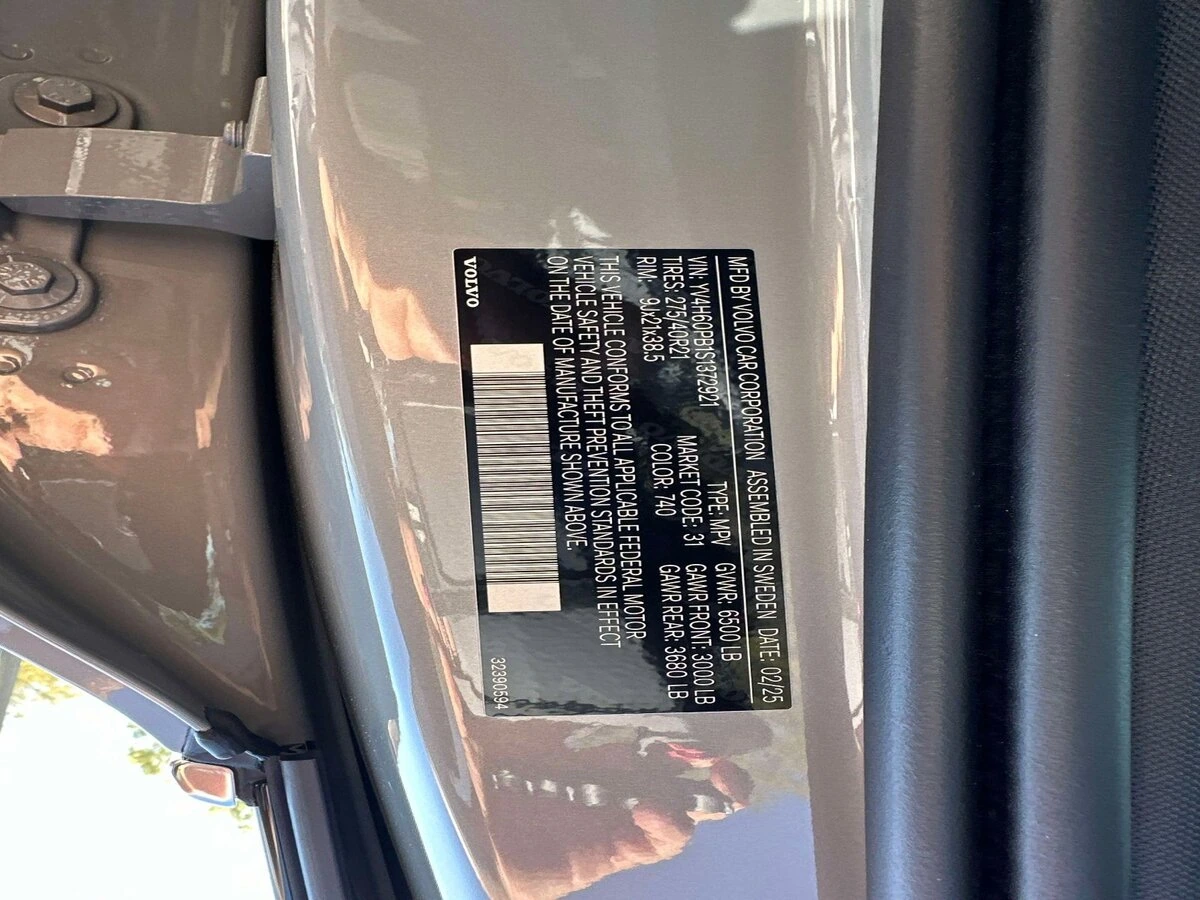 MFD BY VOLVO CAR CORPORATION ASSEMBLED IN SWEDEN DATE: 02/25
VIN: YV4H60PB1S1372921 TYPE: MPV GVWR: 6500 LB
TIRES: 275/40R21 MARKET CODE: 31 GAWR FRONT: 3000 LB
RIM: 9Jx21x38.5 COLOR: 740 GAWR REAR: 3680 LB
THIS VEHICLE CONFORMS TO ALL APPLICABLE FEDERAL MOTOR
VEHICLE SAFETY AND THEFT PREVENTION STANDARDS IN EFFECT
ON THE DATE OF MANUFACTURE SHOWN ABOVE.
VOLVO 32390594